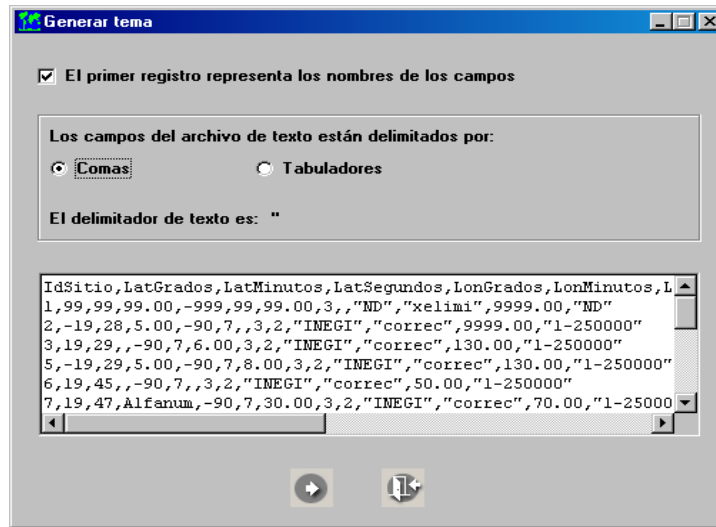 Generar tema
El primer registro representa los nombres de los campos
Los campos del archivo de texto están delimitados por:
Comas Tabuladores
El delimitador de texto es: "
IdSitio,LatGrados,LatMinutos,LatSegundos,LonGrados,LonMinutos,L
1,99,99,99.00,-999,99,99.00,3,,"ND","xelimi",9999.00,"ND"
2,-19,28,5.00,-90,7,,3,2,"INEGI","correc",9999.00,"1-250000"
3,19,29,,-90,7,6.00,3,2,"INEGI","correc",130.00,"1-250000"
5,-19,29,5.00,-90,7,8.00,3,2,"INEGI","correc",130.00,"1-250000"
6,19,45,,-90,7,,3,2,"INEGI","correc",50.00,"1-250000"
7,19,47,Alfanum,-90,7,30.00,3,2,"INEGI","correc",70.00,"1-25000